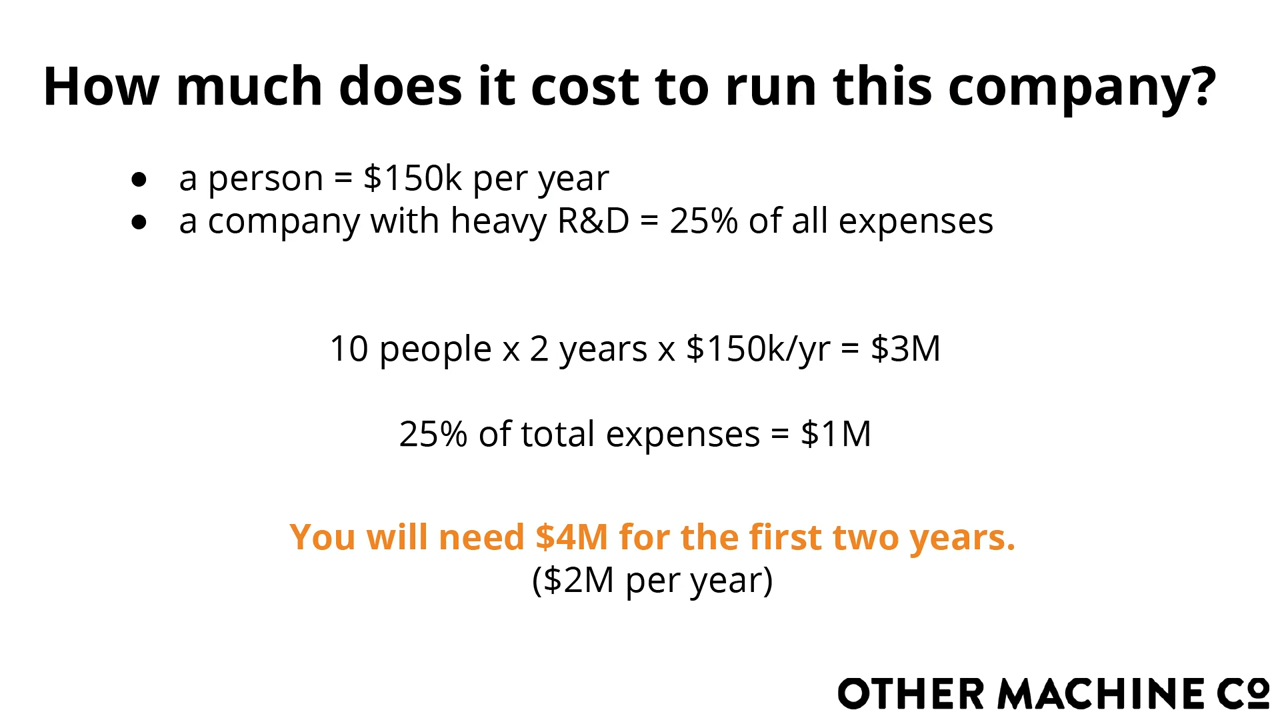 How much does it cost to run this company?
● a person = $150k per year
● a company with heavy R&D = 25% of all expenses
10 people x 2 years x $150k/yr = $3M
25% of total expenses = $1M
You will need $4M for the first two years.
($2M per year)
OTHER MACHINE Cº